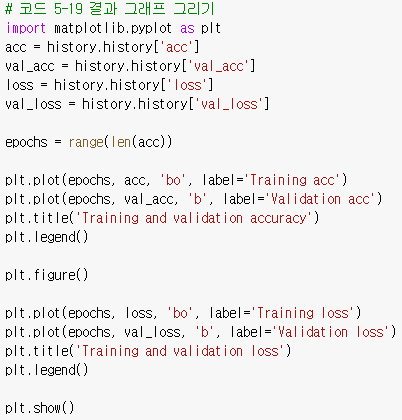 # 코드 5-19 결과 그래프 그리기
import matplotlib.pyplot as plt
acc = history.history['acc']
val_acc = history.history['val_acc']
loss = history.history['loss']
val_loss = history.history['val_loss']
epochs = range(len(acc))
plt.plot(epochs, acc, 'bo', label='Training acc')
plt.plot(epochs, val_acc, 'b', label='Validation acc')
plt.title('Training and validation accuracy')
plt.legend()
plt.figure()
plt.plot(epochs, loss, 'bo', label='Training loss')
plt.plot(epochs, val_loss, 'b', label='Validation loss')
plt.title('Training and validation loss')
plt.legend()
plt.show()